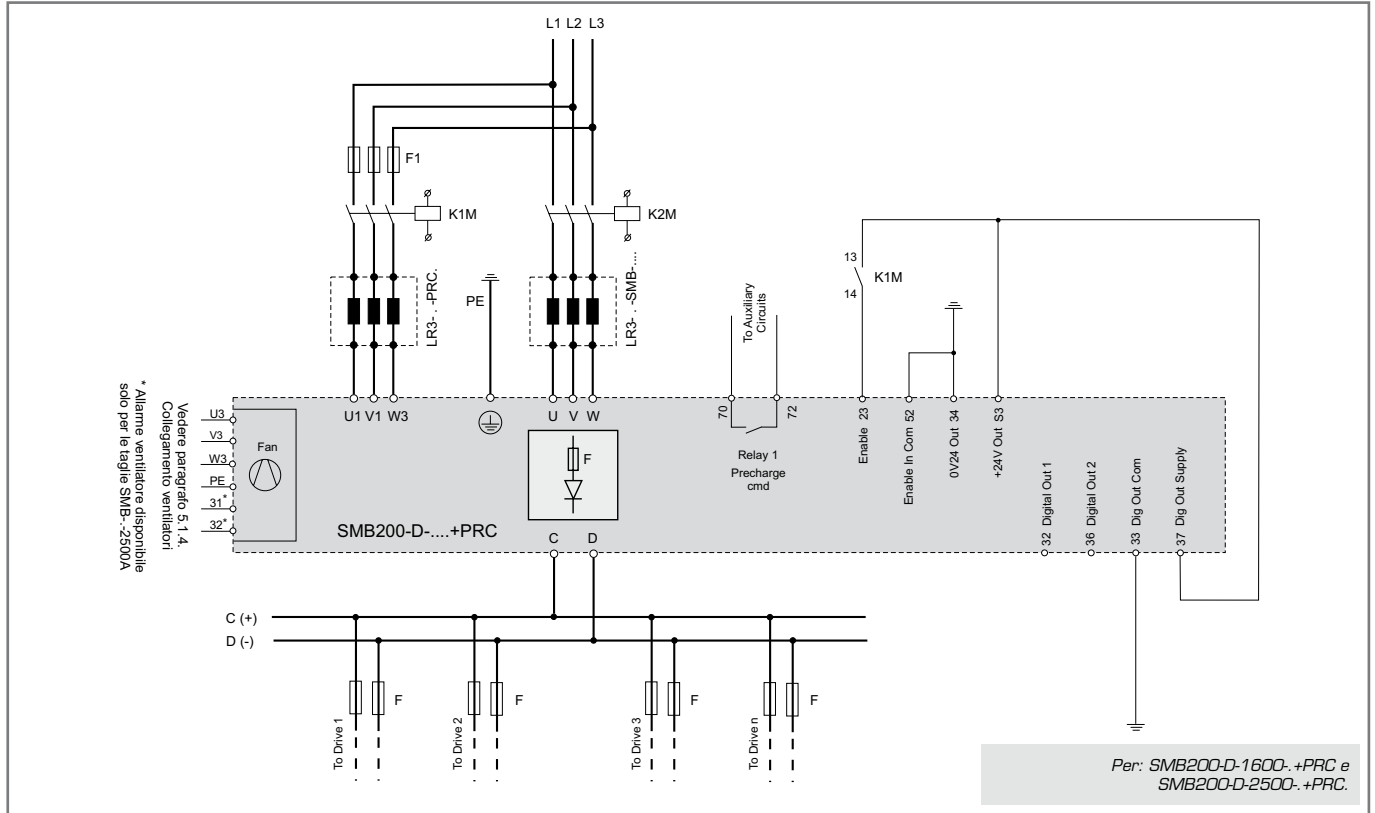 L1 L2 L3
F1
K1M
K2M
LR3-. .-PRC.
PE
LR3-. .-SMB-....
To Auxiliary
Circuits
13
K1M
14
U1 V1 W3
U V W
70
72
Enable 23
Enable In Com 52
0V24 Out 34
+24V Out S3
* Allarme ventilatore disponibile
solo per le taglie SMB-.-2500A
Vedere paragrafo 5.1.4.
Collegamento ventilatori
U3
V3
W3
PE
31*
32*
Fan
F
Relay 1
Precharge
cmd
SMB200-D-....+PRC
C D
32 Digital Out 1
36 Digital Out 2
33 Dig Out Com
37 Dig Out Supply
C (+)
D (-)
To Drive 1
F
To Drive 2
F
To Drive 3
F
To Drive n
F
Per: SMB200-D-1600-.+PRC e
SMB200-D-2500-.+PRC.